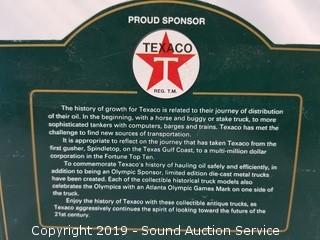 PROUD SPONSOR
TEXACO
T
REG. T.M.
The history of growth for Texaco is related to their journey of distribution
of their oil. In the beginning, with a horse and buggy or stake truck, to more
sophisticated tankers with computers, barges and trains. Texaco has met the
challenge to find new sources of transportation.
It is appropriate to reflect on the journey that has taken Texaco from the
first gusher, Spindletop, on the Texas Gulf Coast, to a multi-million dollar
corporation in the Fortune Top Ten.
To commemorate Texaco's history of hauling oil safely and efficiently, in
addition to being an Olympic Sponsor, limited edition die-cast metal trucks
have been created. Each of the collectible historical truck models also
celebrates the Olympics with an Atlanta Olympic Games Mark on one side of
the truck.
Enjoy the history of Texaco with these collectible antique trucks, as
Texaco aggressively continues the spirit of looking toward the future of the
21st century.
Copyright 2019 - Sound Auction Service